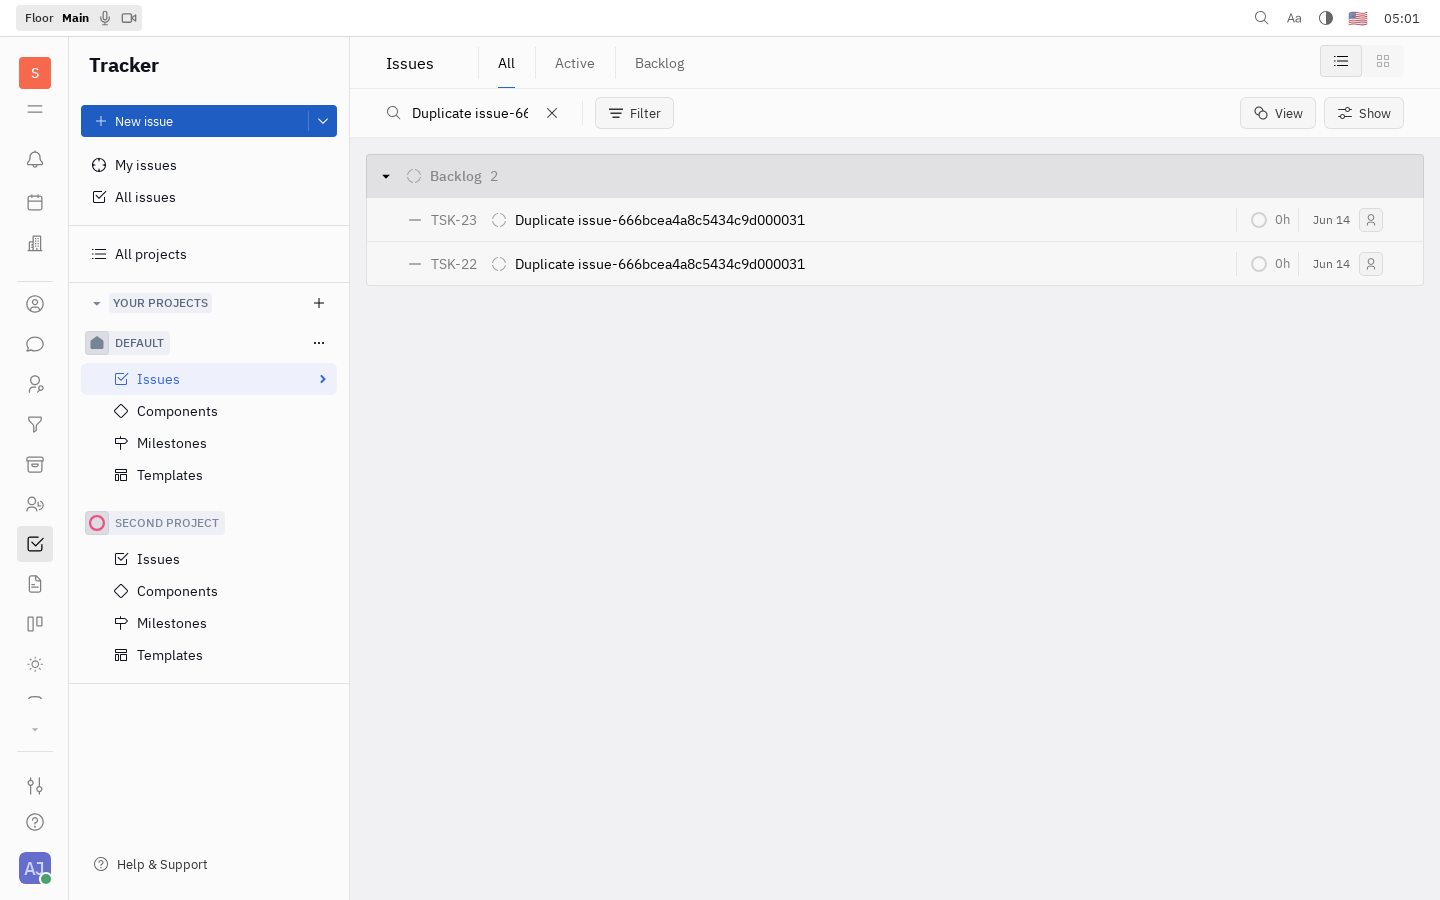 Floor Main
Aa
05:01
S
Tracker
New issue
My issues
All issues
All projects
YOUR PROJECTS
DEFAULT
Issues
Components
Milestones
Templates
SECOND PROJECT
Issues
Components
Milestones
Templates
Help & Support
AJ
Issues
All
Active
Backlog
Duplicate issue-66
Filter
View
Show
Backlog 2
TSK-23 Duplicate issue-666bcea4a8c5434c9d000031 0h Jun 14
TSK-22 Duplicate issue-666bcea4a8c5434c9d000031 0h Jun 14